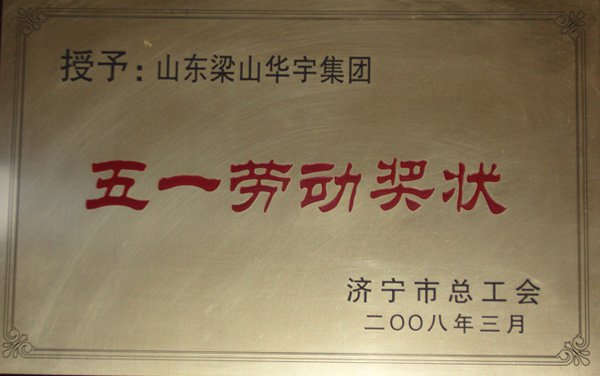 授予：山东梁山华宇集团
五一劳动奖状
济宁市总工会
二〇〇八年三月